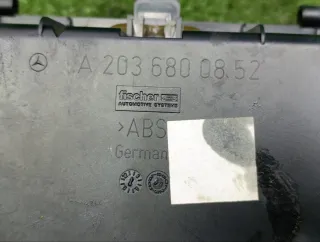 A 203 680 08 52
fischer
AUTOMOTIVE SYSTEMS
>ABS
German